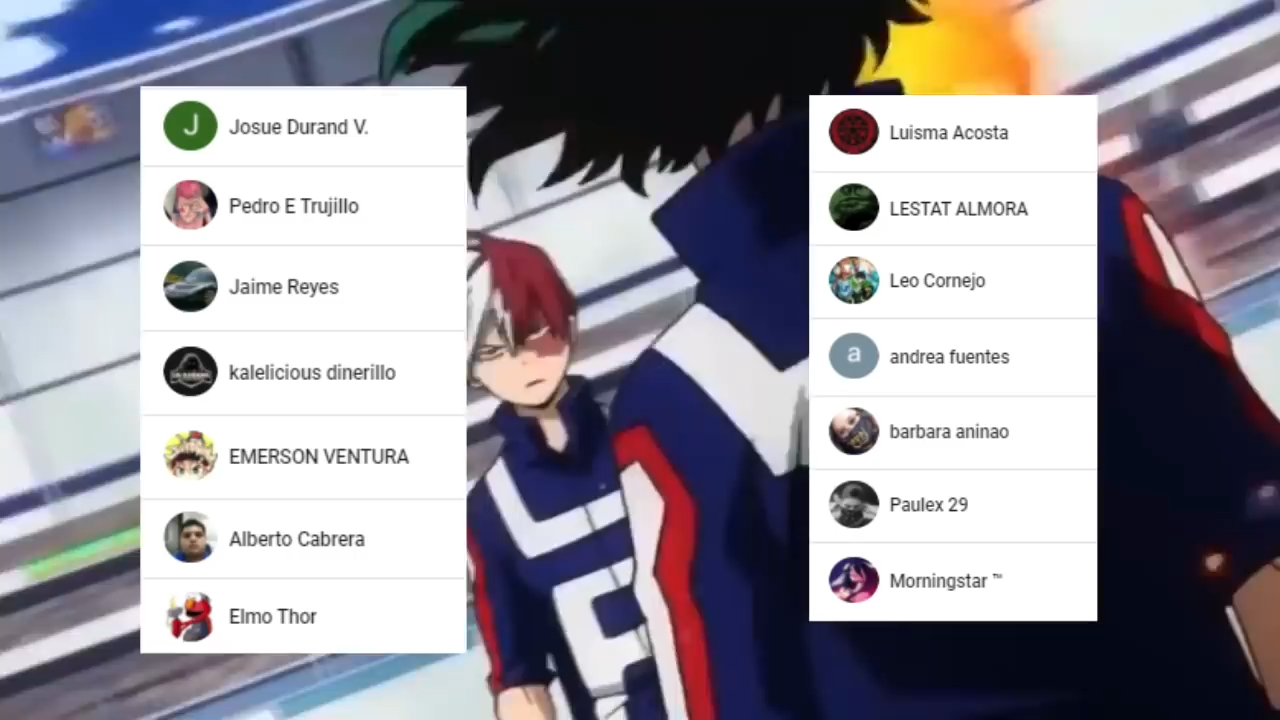 J
Josue Durand V.
Pedro E Trujillo
Jaime Reyes
kalelicious dinerillo
EMERSON VENTURA
Alberto Cabrera
Elmo Thor
Luisma Acosta
LESTAT ALMORA
Leo Cornejo
a
andrea fuentes
barbara aninao
Paulex 29
Morningstar ™